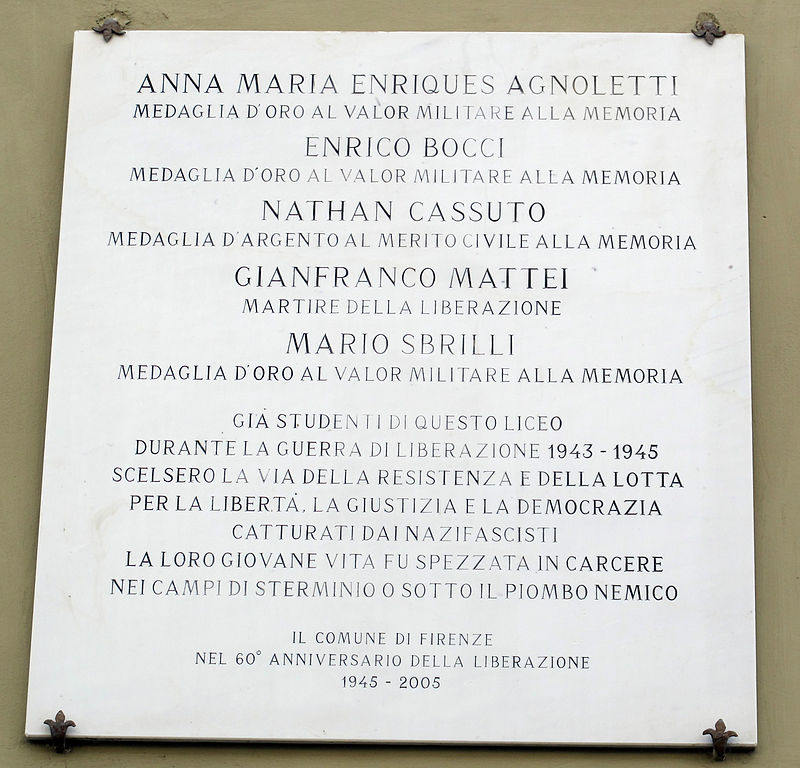 ANNA MARIA ENRIQUES AGNOLETTI
MEDAGLIA D'ORO AL VALOR MILITARE ALLA MEMORIA
ENRICO BOCCI
MEDAGLIA D'ORO AL VALOR MILITARE ALLA MEMORIA
NATHAN CASSUTO
MEDAGLIA D'ARGENTO AL MERITO CIVILE ALLA MEMORIA
GIANFRANCO MATTEI
MARTIRE DELLA LIBERAZIONE
MARIO SBRILLI
MEDAGLIA D'ORO AL VALOR MILITARE ALLA MEMORIA
GIÀ STUDENTI DI QUESTO LICEO
DURANTE LA GUERRA DI LIBERAZIONE 1943 - 1945
SCELSERO LA VIA DELLA RESISTENZA E DELLA LOTTA
PER LA LIBERTÀ, LA GIUSTIZIA E LA DEMOCRAZIA
CATTURATI DAI NAZIFASCISTI
LA LORO GIOVANE VITA FU SPEZZATA IN CARCERE
NEI CAMPI DI STERMINIO O SOTTO IL PIOMBO NEMICO
IL COMUNE DI FIRENZE
NEL 60° ANNIVERSARIO DELLA LIBERAZIONE
1945 - 2005